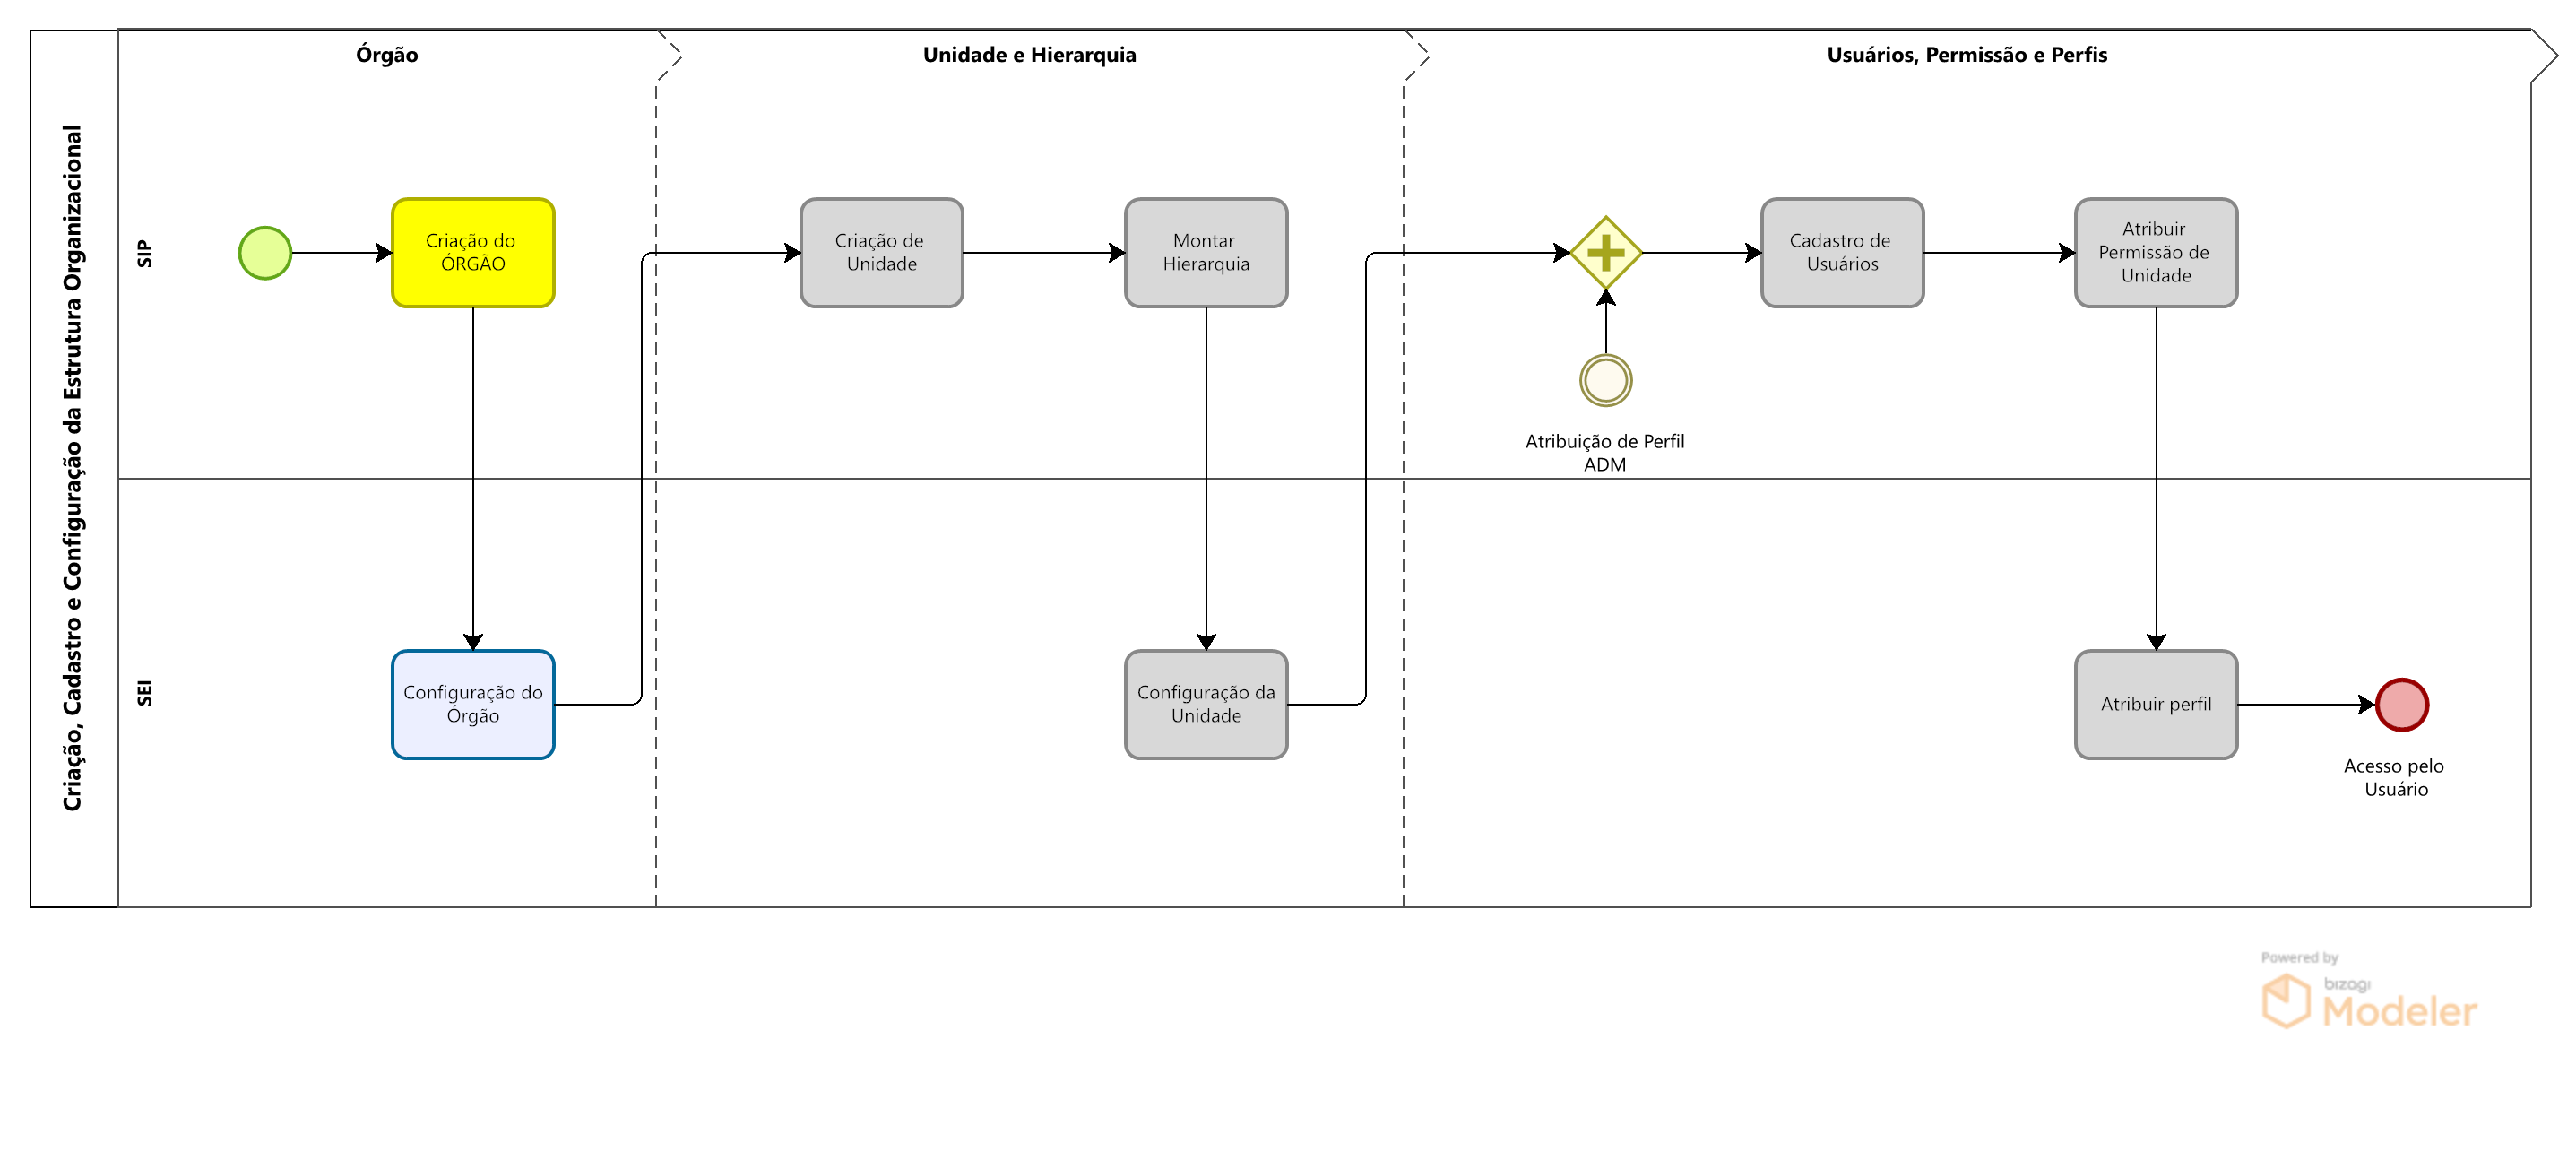 Criação, Cadastro e Configuração da Estrutura Organizacional
Órgão
Unidade e Hierarquia
Usuários, Permissão e Perfis
SIP
Criação do
ÓRGÃO
Criação de
Unidade
Montar
Hierarquia
Cadastro de
Usuários
Atribuir
Permissão de
Unidade
Atribuição de Perfil
ADM
SEI
Configuração do
Órgão
Configuração da
Unidade
Atribuir perfil
Acesso pelo
Usuário
Powered by
bizagi
Modeler